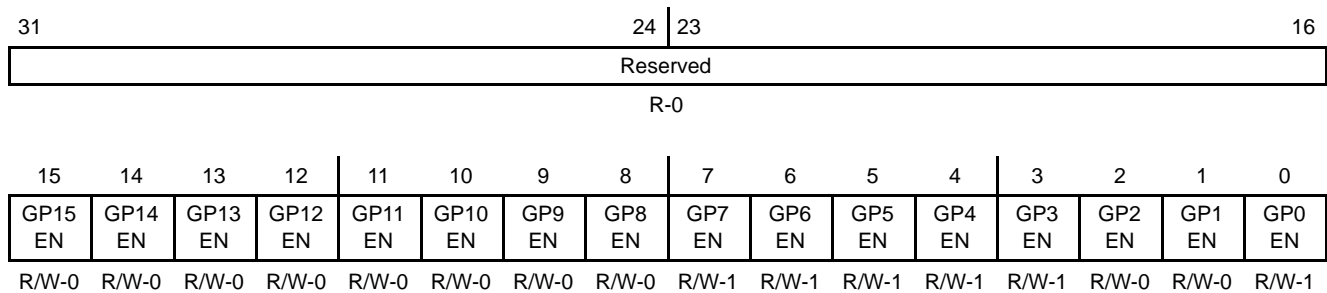 31 24 23 16
Reserved
R-0
15 14 13 12 11 10 9 8 7 6 5 4 3 2 1 0
GP15 GP14 GP13 GP12 GP11 GP10 GP9 GP8 GP7 GP6 GP5 GP4 GP3 GP2 GP1 GP0
EN EN EN EN EN EN EN EN EN EN EN EN EN EN EN EN
R/W-0 R/W-0 R/W-0 R/W-0 R/W-0 R/W-0 R/W-0 R/W-0 R/W-1 R/W-1 R/W-1 R/W-1 R/W-1 R/W-0 R/W-0 R/W-1